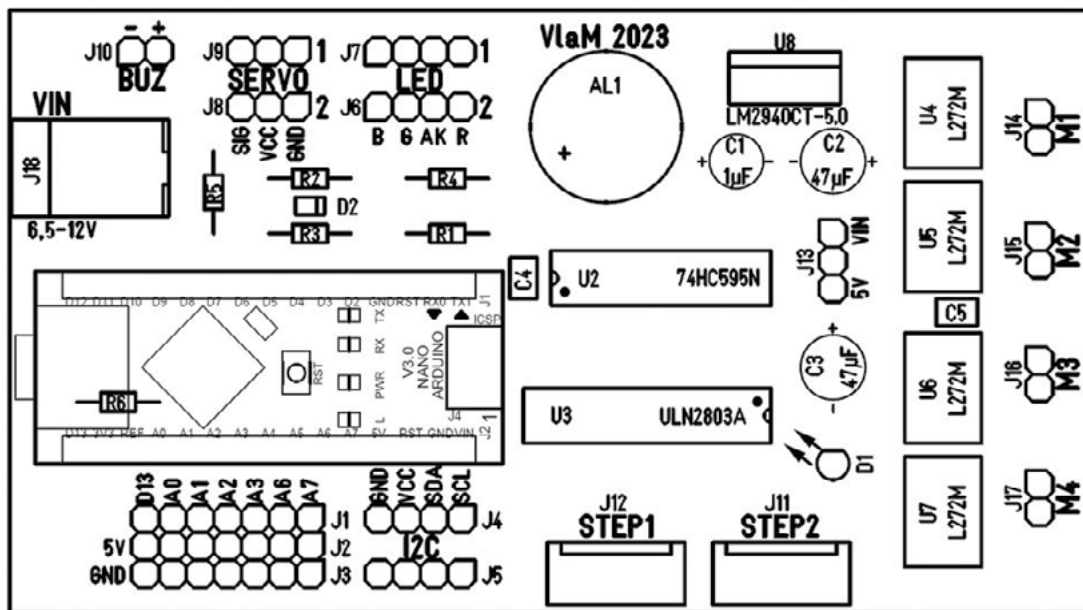 - +
J10
BUZ
J9
1
SERVO
J8
2
SIG
VCC
GND
J7
1
LED
J6
2
B G AK R
VlaM 2023
AL1
+
U8
LM2940CT-5.0
+ C1 -
1µF
- C2 +
47µF
VIN
J18
6,5-12V
R5
R2
D2
R3
R4
R1
U4
L272M
J14
M1
U5
L272M
J15
M2
C4
U2
74HC595N
VIN
J13
5V
C5
+
C3
47µF
-
U6
L272M
J16
M3
U7
L272M
J17
M4
D12 D11 D10 D9 D8 D7 D6 D5 D4 D3 D2 GND RST RX0 TX1
J1
ICSP
TX
RX
PWR
L
RST
V3.0
NANO
ARDUINO
J4
1
J2
R6
D13 3V3 REF A0 A1 A2 A3 A4 A5 A6 A7 5V RST GND VIN
U3
ULN2803A
D1
D13 A0 A1 A2 A3 A6 A7
J1
5V
J2
GND
J3
GND VCC SDA SCL
J4
I2C
J5
J12
STEP1
J11
STEP2